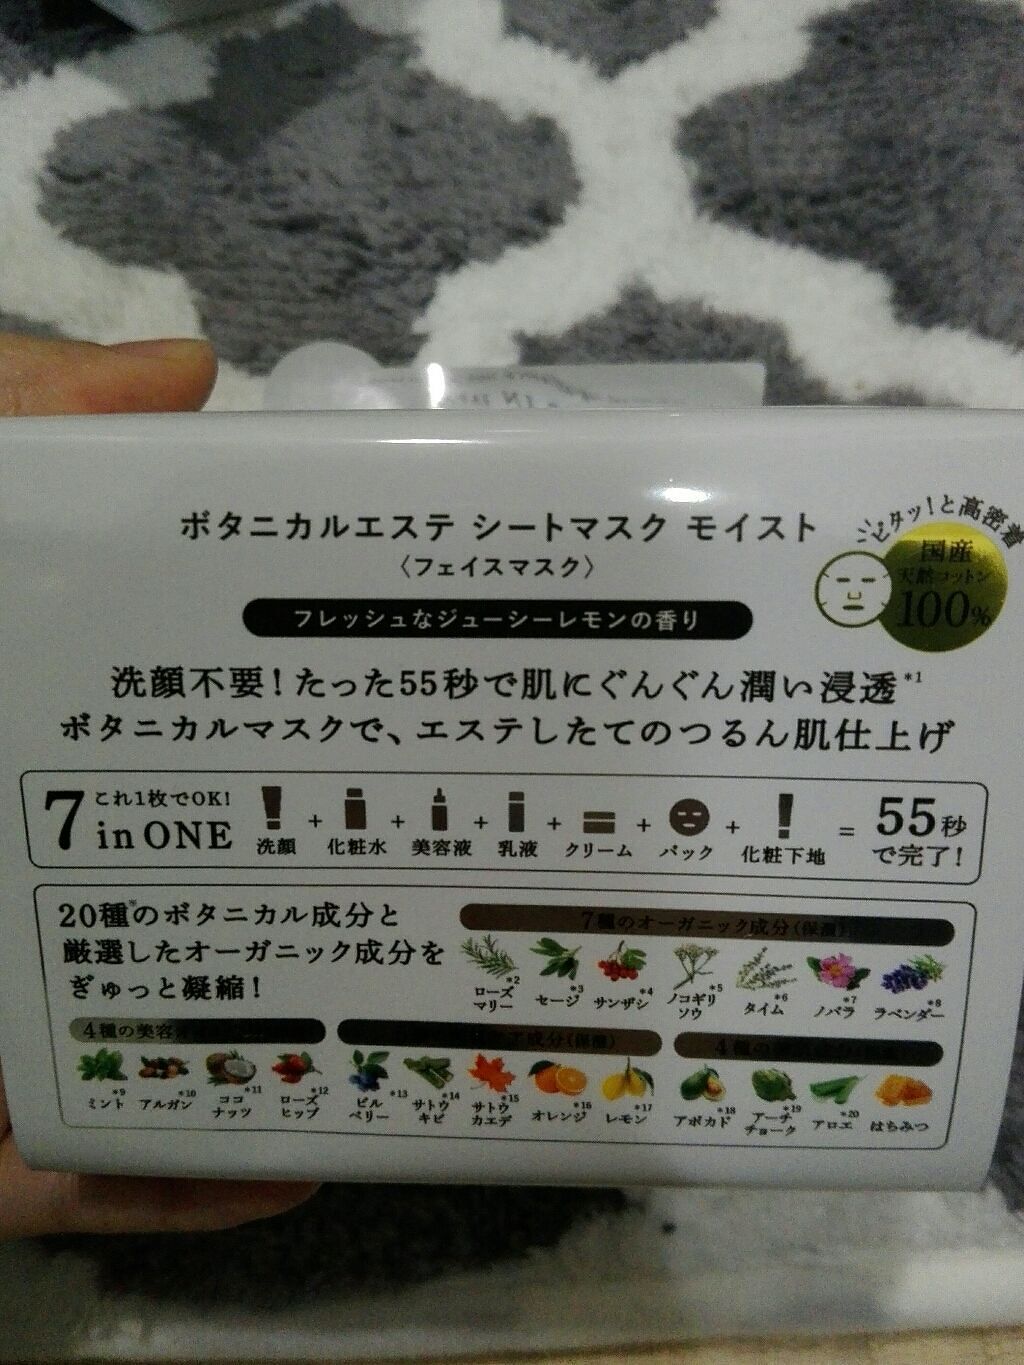 ボタニカルエステ シートマスク モイスト
〈フェイスマスク〉
フレッシュなジューシーレモンの香り
ピタッ!と高密着
国産
天然コットン
100%
洗顔不要!たった55秒で肌にぐんぐん潤い浸透*1
ボタニカルマスクで、エステしたてのつるん肌仕上げ
7 in ONE
これ1枚でOK!
洗顔 + 化粧水 + 美容液 + 乳液 + クリーム + パック + 化粧下地 = 55秒で完了!
20種*のボタニカル成分と
厳選したオーガニック成分を
ぎゅっと凝縮!
7種のオーガニック成分(保湿)
ローズマリー*2 セージ*3 サンザシ*4 ノコギリソウ*5 タイム*6 ノバラ*7 ラベンダー*8
4種の美容
ミント*9 アルガン*10 ココナッツ*11 ローズヒップ*12
成分(保湿)
ビルベリー*13 サトウキビ*14 サトウカエデ*15 オレンジ*16 レモン*17
4種の
アボカド*18 アーチチョーク*19 アロエ*20 はちみつ